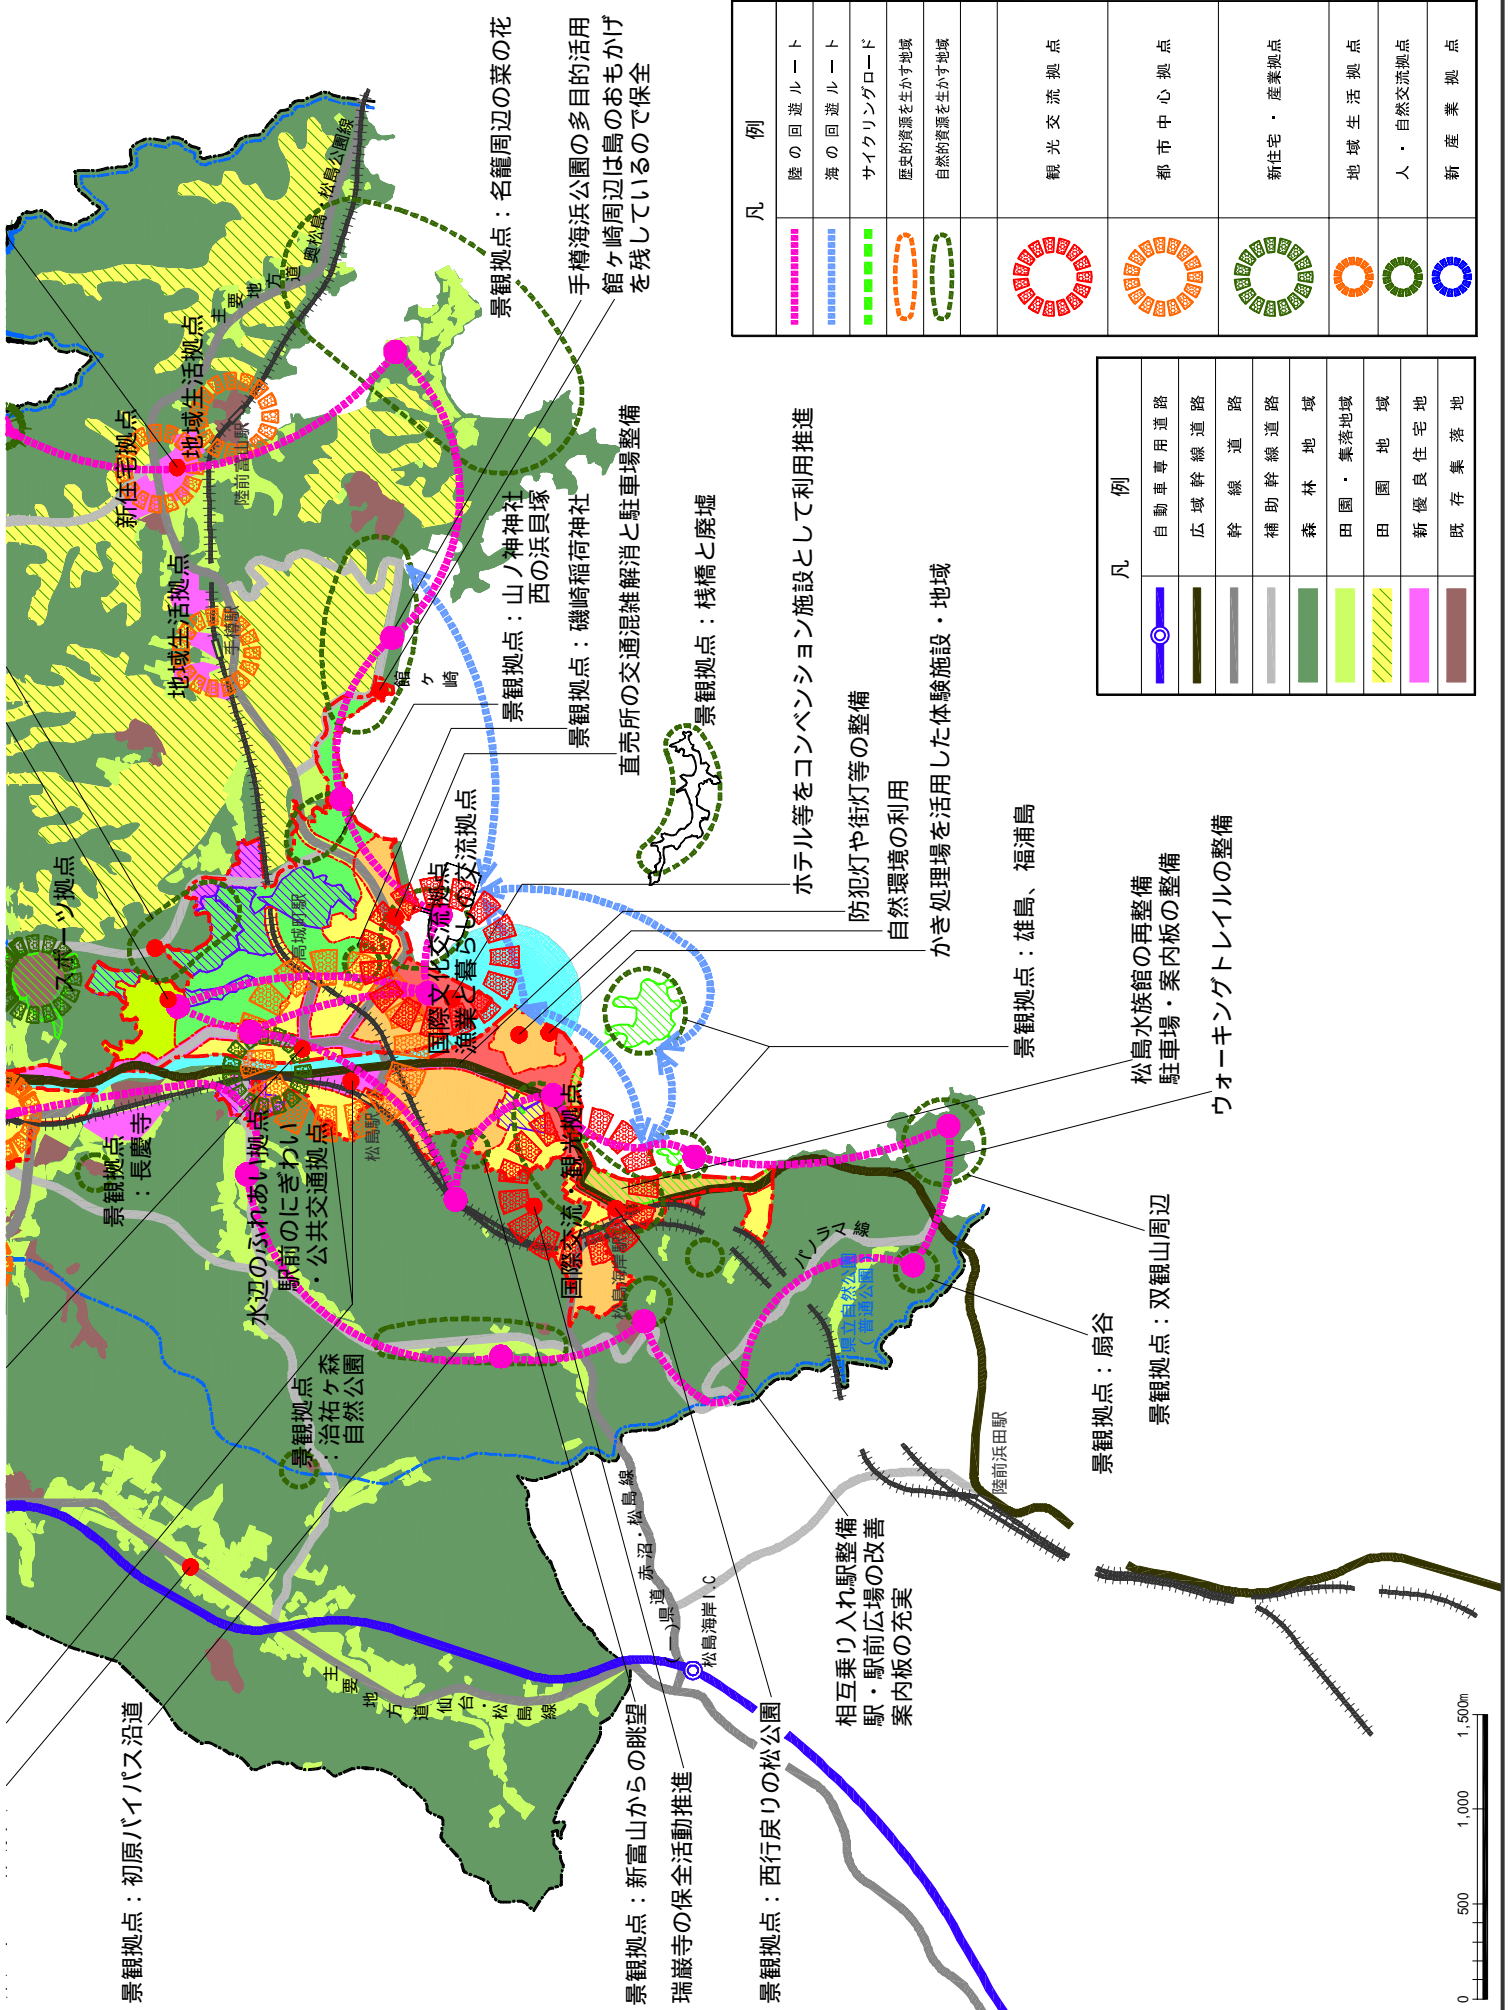 景観拠点：名籠周辺の菜の花
手樽海浜公園の多目的活用
館ヶ崎周辺は島のおもかげ
を残しているので保全
奥松島・松島公園線
主要地方道
地域生活拠点
新住宅拠点
陸前富山駅
地域生活拠点
手樽駅
館ヶ崎
景観拠点：山ノ神神社
西の浜貝塚
景観拠点：磯崎稲荷神社
直売所の交通混雑解消と駐車場整備
景観拠点：桟橋と廃墟
ホテル等をコンベンション施設として利用推進
防犯灯や街灯等の整備
自然環境の利用
かき処理場を活用した体験施設・地域
景観拠点：雄島、福浦島
松島水族館の再整備
駐車場・案内板の整備
ウォーキングトレイルの整備
スポーツ拠点
高城町駅
国際文化交流拠点
漁業と暮らしの交流拠点
景観拠点
：長慶寺
水辺のふれあい拠点
駅前のにぎわい
・公共交通拠点
松島駅
国際交流・観光拠点
松島海岸駅
パノラマ線
県立自然公園
（普通公園）
景観拠点：双観山周辺
景観拠点：扇谷
景観拠点
：治祐ヶ森
自然公園
陸前浜田駅
(一)県道 赤沼・松島線
松島海岸I.C
主要地方道仙台・松島線
相互乗り入れ駅整備
駅・駅前広場の改善
案内板の充実
景観拠点：初原バイパス沿道
景観拠点：新富山からの眺望
瑞巌寺の保全活動推進
景観拠点：西行戻りの松公園
凡例
陸の回遊ルート
海の回遊ルート
サイクリングロード
歴史的資源を生かす地域
自然的資源を生かす地域
観光交流拠点
都市中心拠点
新住宅・産業拠点
地域生活拠点
人・自然交流拠点
新産業拠点
凡例
自動車専用道路
広域幹線道路
幹線道路
補助幹線道路
森林地域
田園・集落地域
田園地域
新優良住宅地
既存集落地
0 500 1,000 1,500m